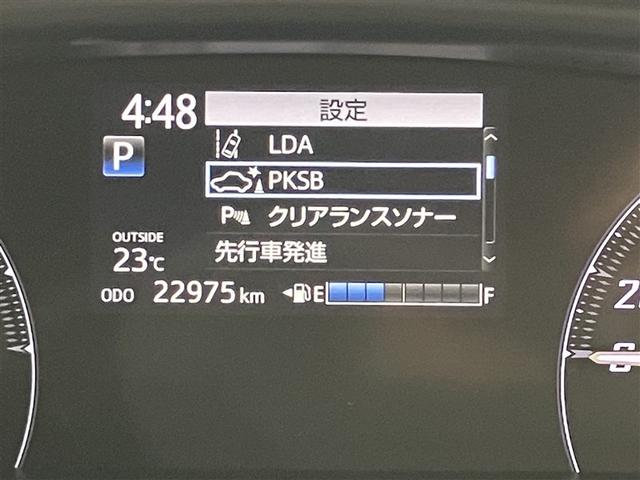 4:48
設定
LDA
P
PKSB
クリアランスソナー
先行車発進
OUTSIDE
23℃
ODO 22975 km
E F